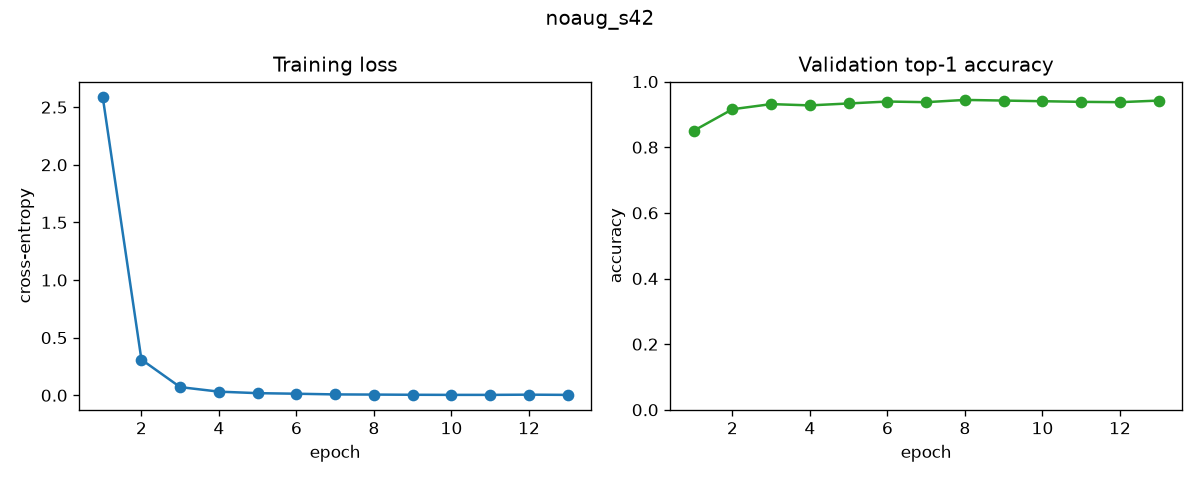 noaug_s42
Training loss
cross-entropy
2.5
2.0
1.5
1.0
0.5
0.0
2 4 6 8 10 12
epoch
Validation top-1 accuracy
accuracy
1.0
0.8
0.6
0.4
0.2
0.0
2 4 6 8 10 12
epoch